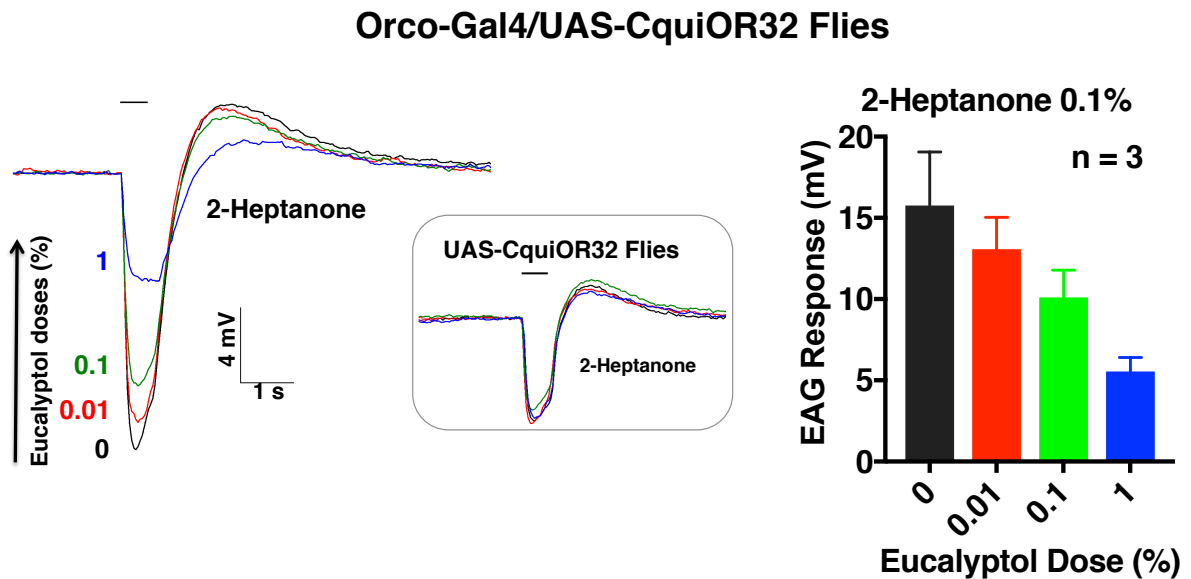 Orco-Gal4/UAS-CquiOR32 Flies
2-Heptanone
Eucalyptol doses (%)
1
0.1
0.01
0
4 mV
1 s
UAS-CquiOR32 Flies
2-Heptanone
2-Heptanone 0.1%
n = 3
EAG Response (mV)
20
15
10
5
0
0
0.01
0.1
1
Eucalyptol Dose (%)